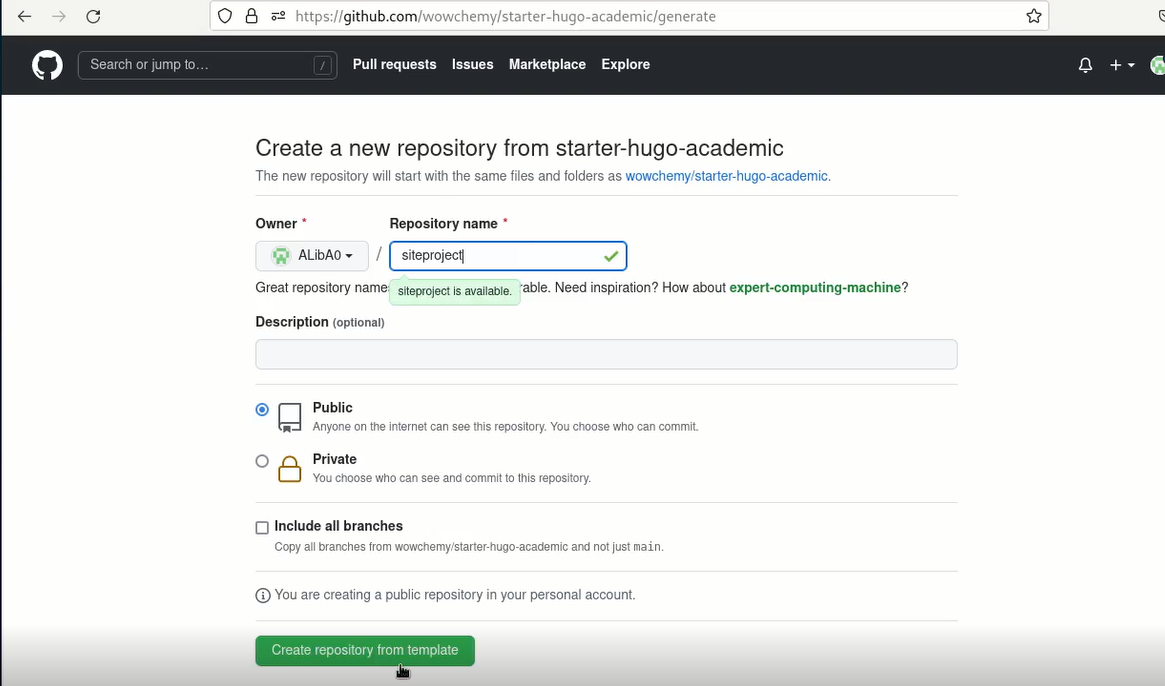 https://github.com/wowchemy/starter-hugo-academic/generate
Search or jump to… / Pull requests Issues Marketplace Explore
Create a new repository from starter-hugo-academic
The new repository will start with the same files and folders as wowchemy/starter-hugo-academic.
Owner * Repository name *
ALibA0 / siteproject
Great repository name rable. Need inspiration? How about expert-computing-machine?
siteproject is available.
Description (optional)
Public
Anyone on the internet can see this repository. You choose who can commit.
Private
You choose who can see and commit to this repository.
Include all branches
Copy all branches from wowchemy/starter-hugo-academic and not just main.
You are creating a public repository in your personal account.
Create repository from template